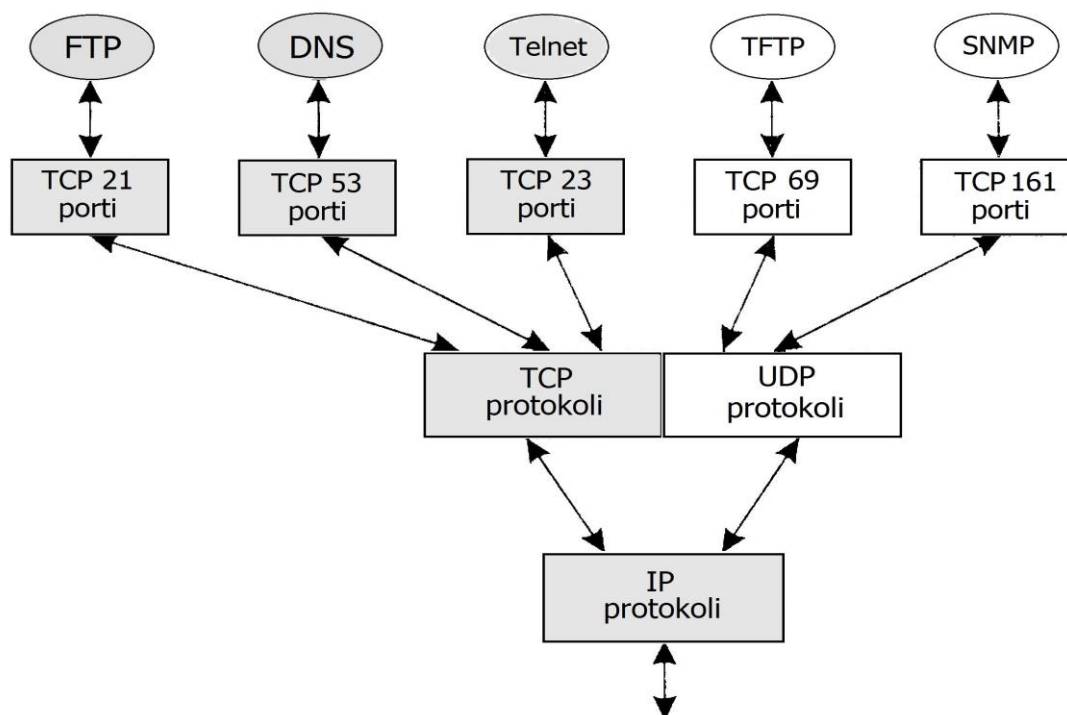 FTP
DNS
Telnet
TFTP
SNMP
TCP 21
porti
TCP 53
porti
TCP 23
porti
TCP 69
porti
TCP 161
porti
TCP
protokoli
UDP
protokoli
IP
protokoli